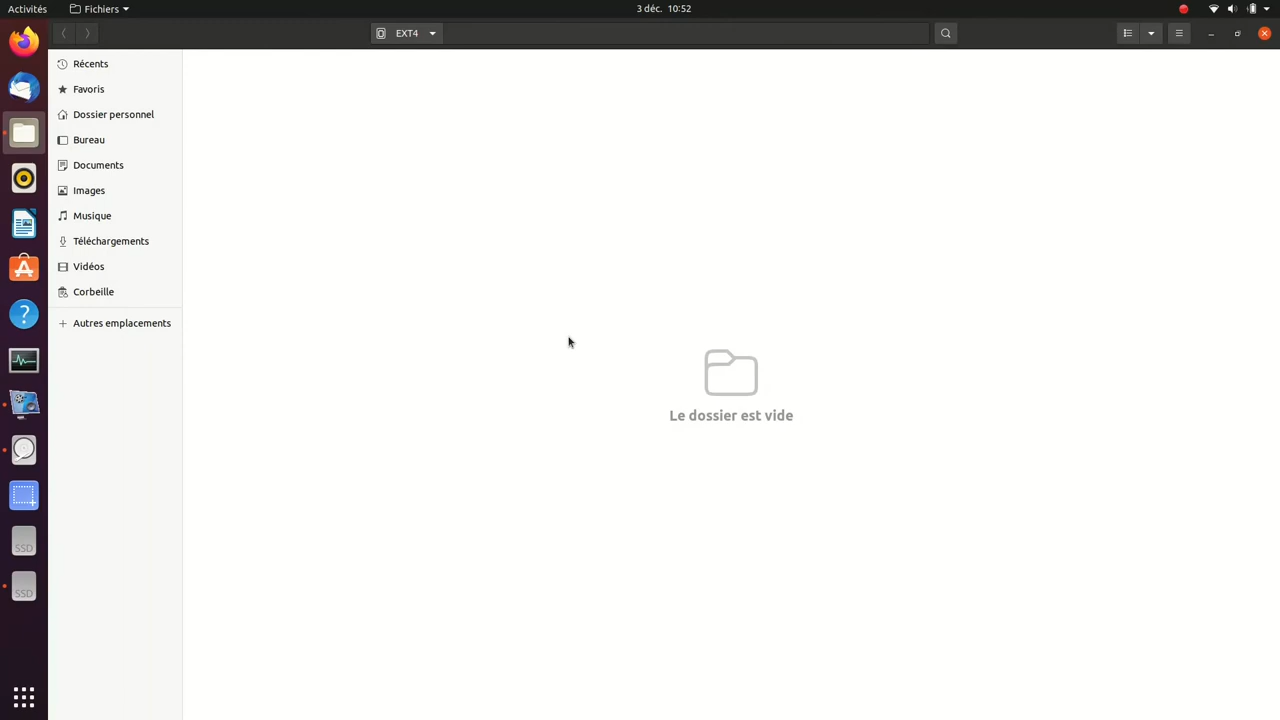 Activités
Fichiers
3 déc. 10:52
EXT4
Récents
Favoris
Dossier personnel
Bureau
Documents
Images
Musique
Téléchargements
Vidéos
Corbeille
Autres emplacements
Le dossier est vide
SSD
SSD